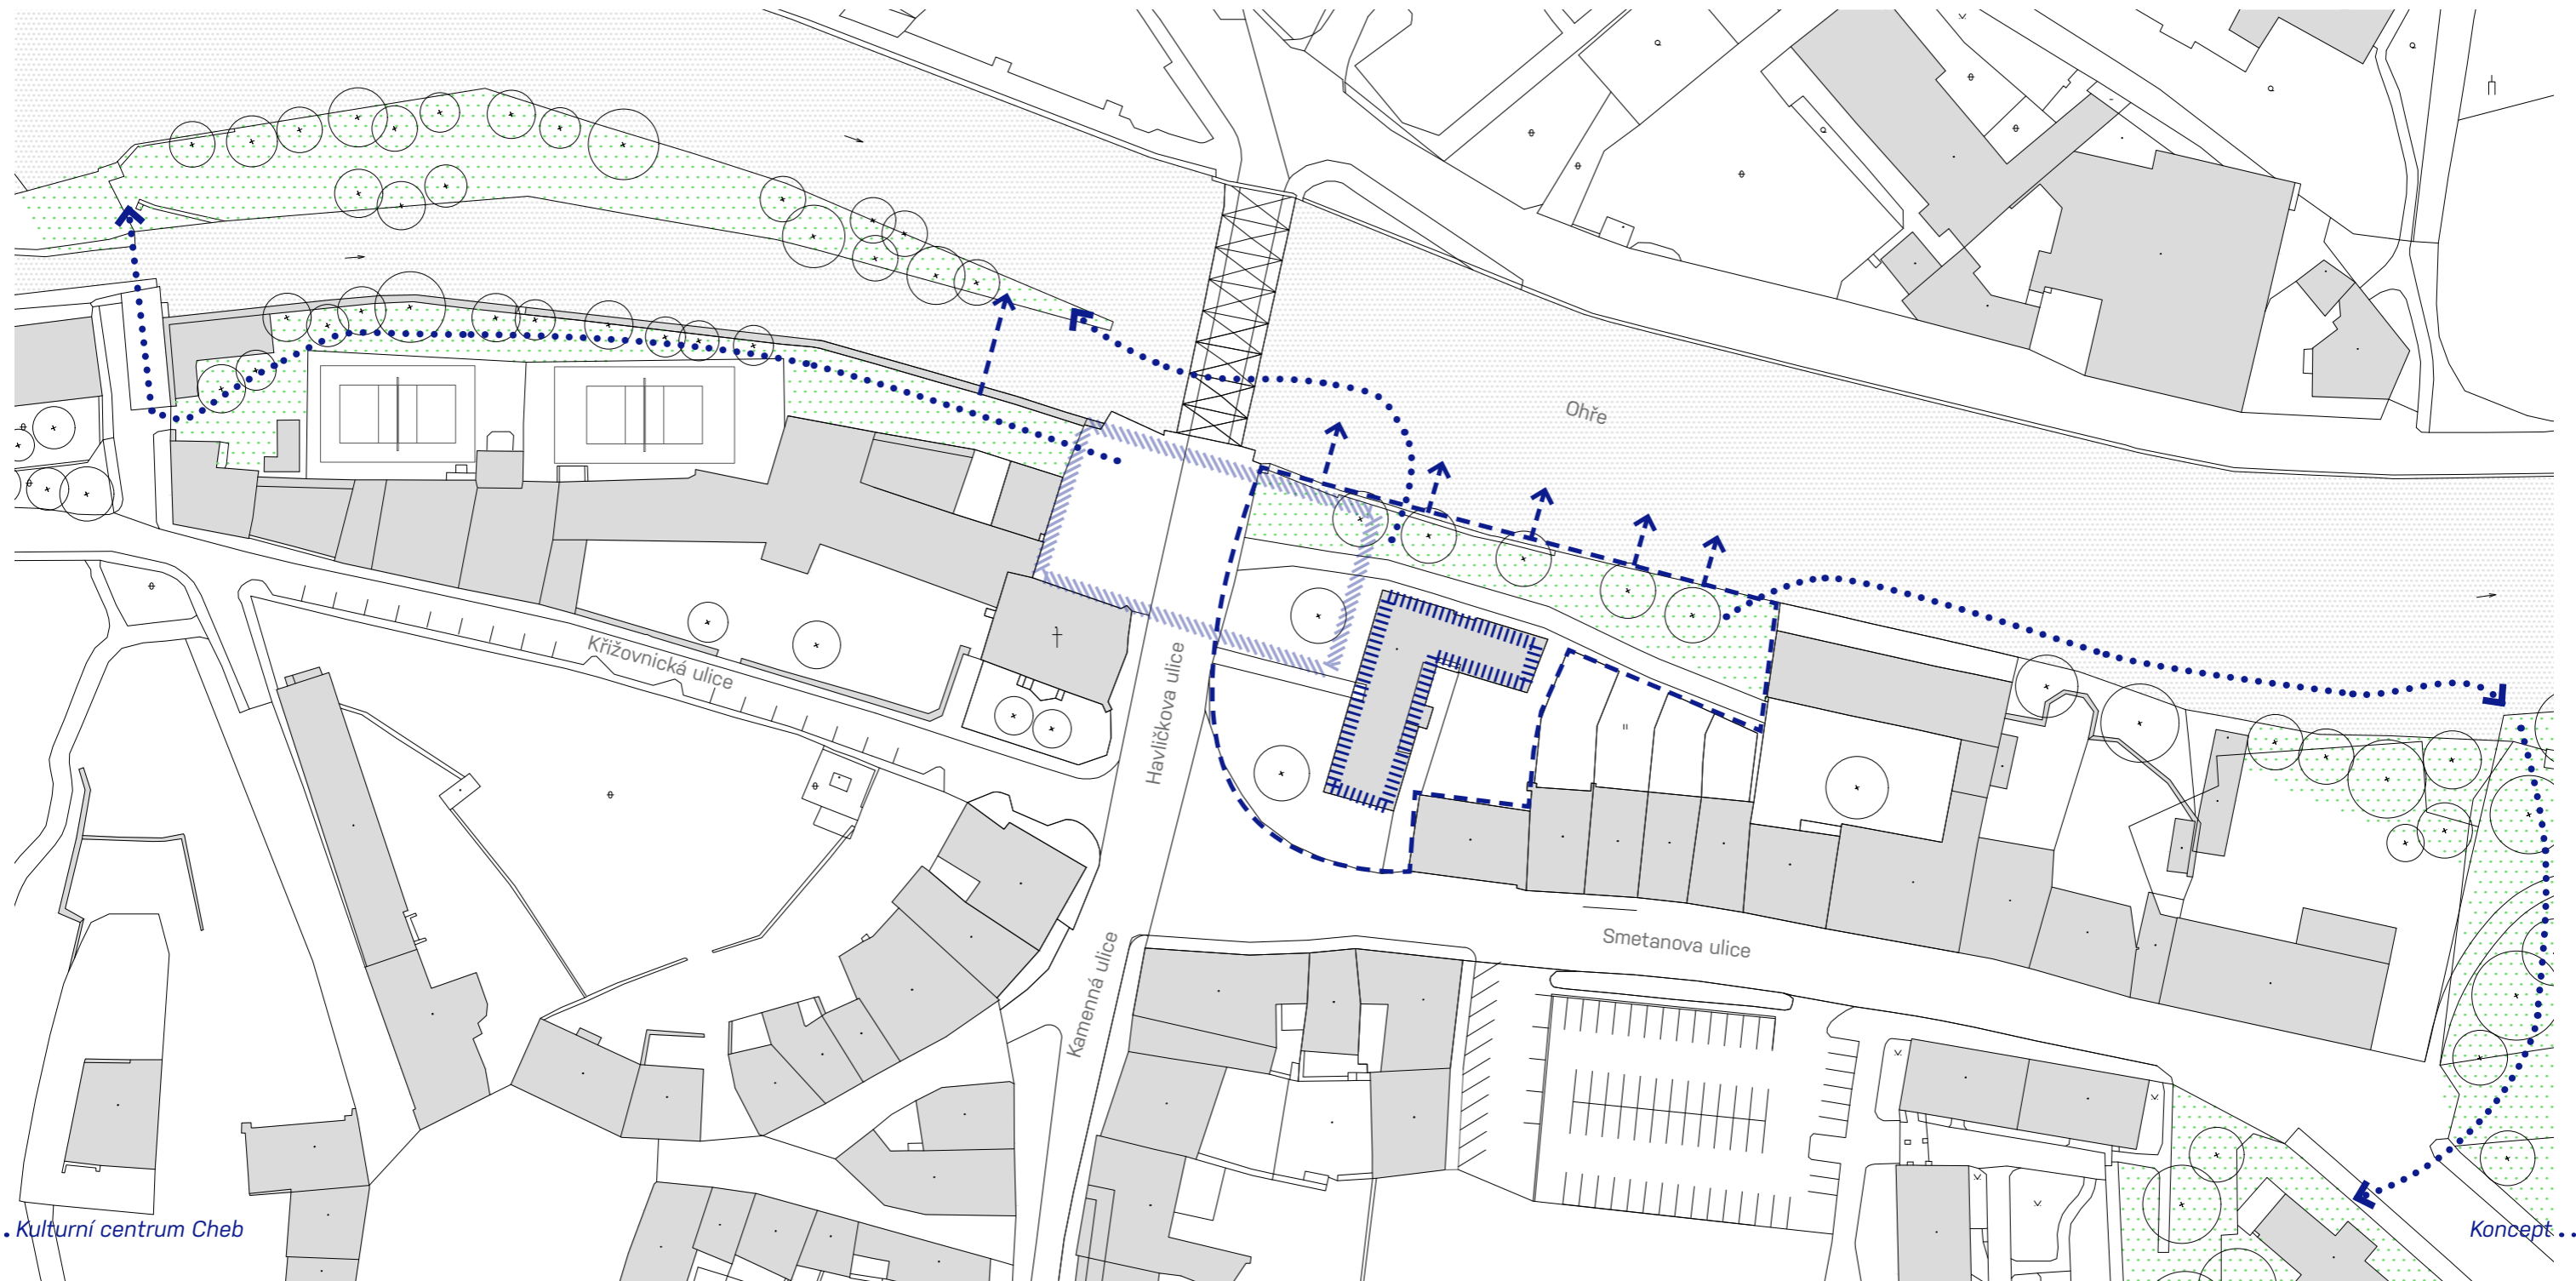 Ohře
Křižovnická ulice
Havlíčkova ulice
Smetanova ulice
Kamenná ulice
. Kulturní centrum Cheb
Koncept . .